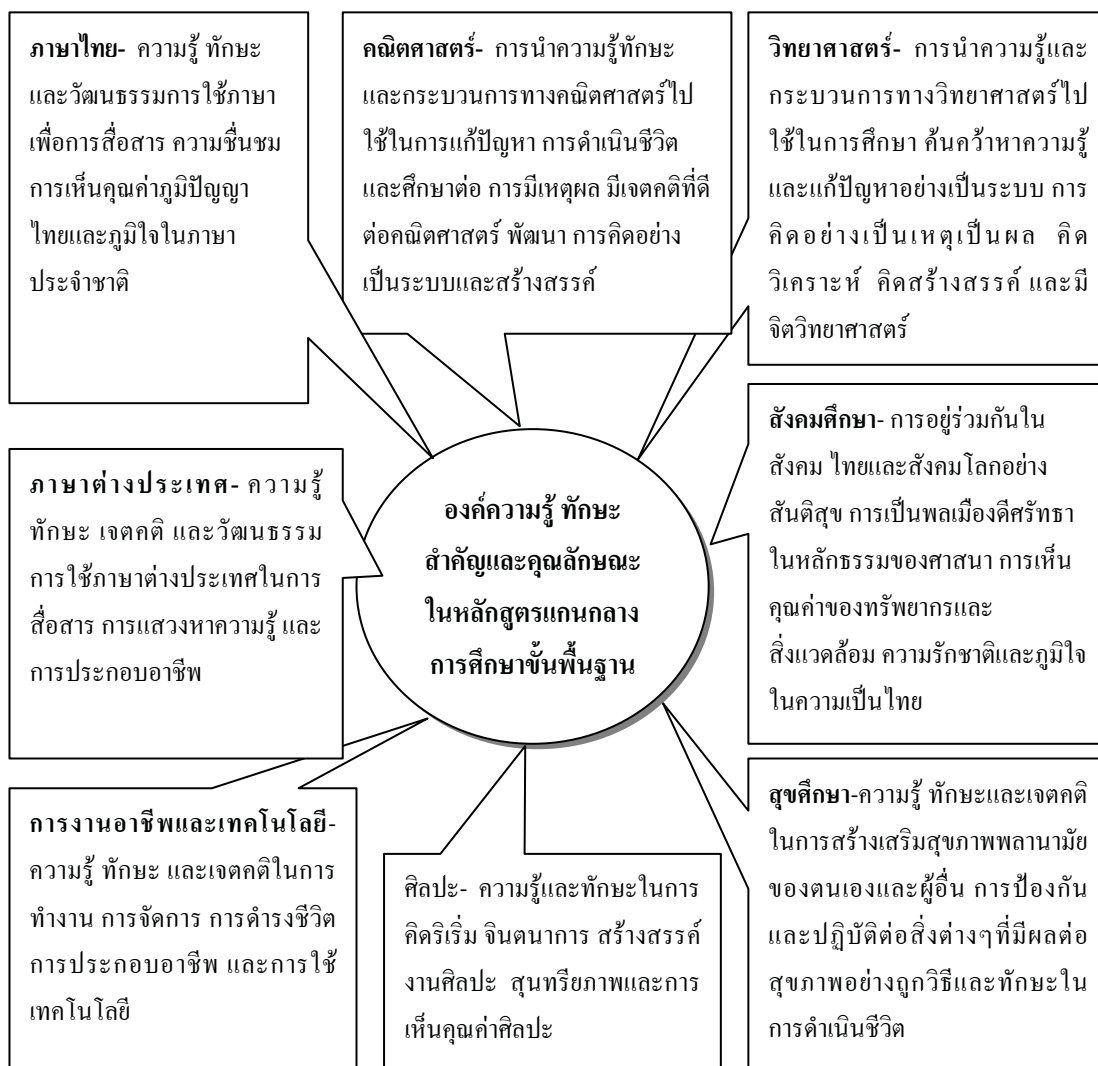 ภาษาไทย- ความรู้ ทักษะ
และวัฒนธรรมการใช้ภาษา
เพื่อการสื่อสาร ความชื่นชม
การเห็นคุณค่าภูมิปัญญา
ไทยและภูมิใจในภาษา
ประจำชาติ
คณิตศาสตร์- การนำความรู้ทักษะ
และกระบวนการทางคณิตศาสตร์ไป
ใช้ในการแก้ปัญหา การดำเนินชีวิต
และศึกษาต่อ การมีเหตุผล มีเจตคติที่ดี
ต่อคณิตศาสตร์ พัฒนา การคิดอย่าง
เป็นระบบและสร้างสรรค์
วิทยาศาสตร์- การนำความรู้และ
กระบวนการทางวิทยาศาสตร์ไป
ใช้ในการศึกษา ค้นคว้าหาความรู้
และแก้ปัญหาอย่างเป็นระบบ การ
คิดอย่างเป็นเหตุเป็นผล คิด
วิเคราะห์ คิดสร้างสรรค์ และมี
จิตวิทยาศาสตร์
ภาษาต่างประเทศ- ความรู้
ทักษะ เจตคติ และวัฒนธรรม
การใช้ภาษาต่างประเทศในการ
สื่อสาร การแสวงหาความรู้ และ
การประกอบอาชีพ
องค์ความรู้ ทักษะ
สำคัญและคุณลักษณะ
ในหลักสูตรแกนกลาง
การศึกษาขั้นพื้นฐาน
สังคมศึกษา- การอยู่ร่วมกันใน
สังคม ไทยและสังคมโลกอย่าง
สันติสุข การเป็นพลเมืองดีศรัทธา
ในหลักธรรมของศาสนา การเห็น
คุณค่าของทรัพยากรและ
สิ่งแวดล้อม ความรักชาติและภูมิใจ
ในความเป็นไทย
การงานอาชีพและเทคโนโลยี-
ความรู้ ทักษะ และเจตคติในการ
ทำงาน การจัดการ การดำรงชีวิต
การประกอบอาชีพ และการใช้
เทคโนโลยี
ศิลปะ- ความรู้และทักษะในการ
คิดริเริ่ม จินตนาการ สร้างสรรค์
งานศิลปะ สุนทรียภาพและการ
เห็นคุณค่าศิลปะ
สุขศึกษา-ความรู้ ทักษะและเจตคติ
ในการสร้างเสริมสุขภาพพลานามัย
ของตนเองและผู้อื่น การป้องกัน
และปฏิบัติต่อสิ่งต่างๆที่มีผลต่อ
สุขภาพอย่างถูกวิธีและทักษะใน
การดำเนินชีวิต